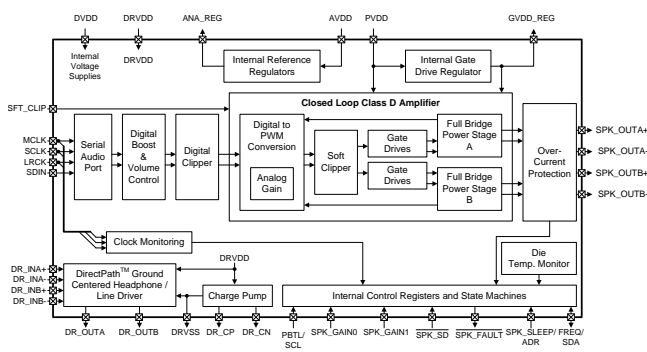 DVDD
DRVDD
ANA_REG
AVDD
PVDD
GVDD_REG
Internal
Voltage
Supplies
DRVDD
Internal Reference
Regulators
Internal Gate
Drive Regulator
SFT_CLIP
Closed Loop Class D Amplifier
MCLK
SCLK
LRCK
SDIN
Serial
Audio
Port
Digital
Boost
&
Volume
Control
Digital
Clipper
Digital to
PWM
Conversion
Analog
Gain
Soft
Clipper
Gate
Drives
Gate
Drives
Full Bridge
Power Stage
A
Full Bridge
Power Stage
B
Over-
Current
Protection
SPK_OUTA+
SPK_OUTA-
SPK_OUTB+
SPK_OUTB-
Clock Monitoring
Die
Temp. Monitor
DR_INA+
DR_INA-
DR_INB+
DR_INB-
DirectPath™ Ground
Centered Headphone /
Line Driver
DRVDD
Charge Pump
Internal Control Registers and State Machines
DR_OUTA
DR_OUTB
DRVSS
DR_CP
DR_CN
PBTL/
SCL
SPK_GAIN0
SPK_GAIN1
SPK_SD
SPK_FAULT
SPK_SLEEP/
ADR
FREQ/
SDA